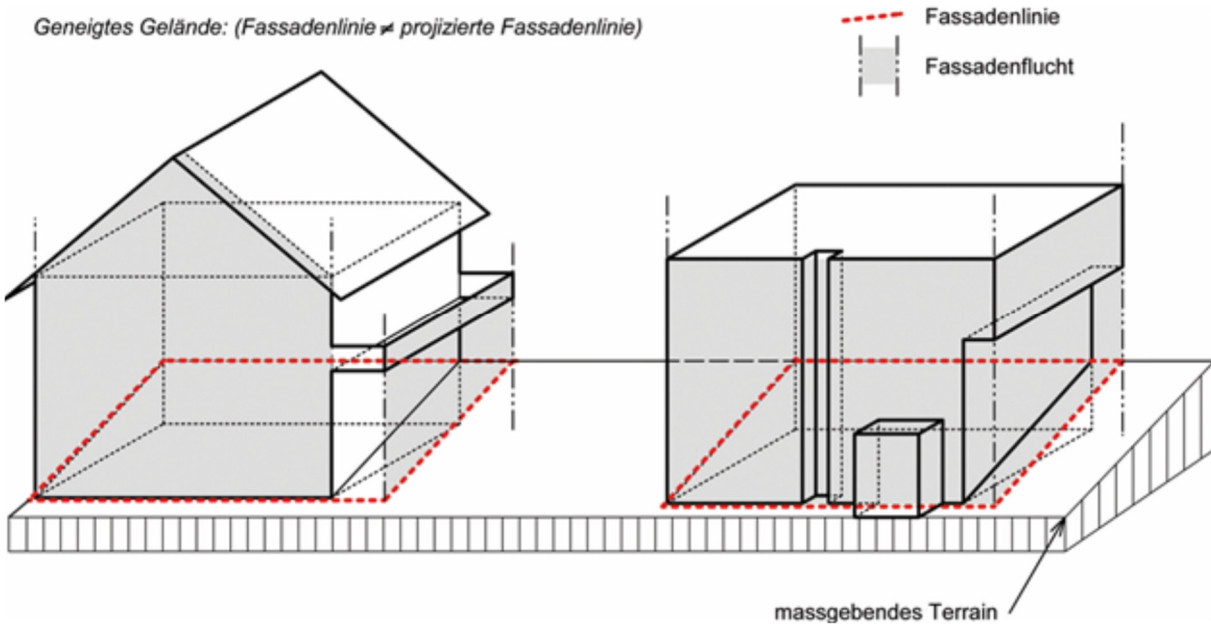 Geneigtes Gelände: (Fassadenlinie ≠ projizierte Fassadenlinie)
Fassadenlinie
Fassadenflucht
massgebendes Terrain